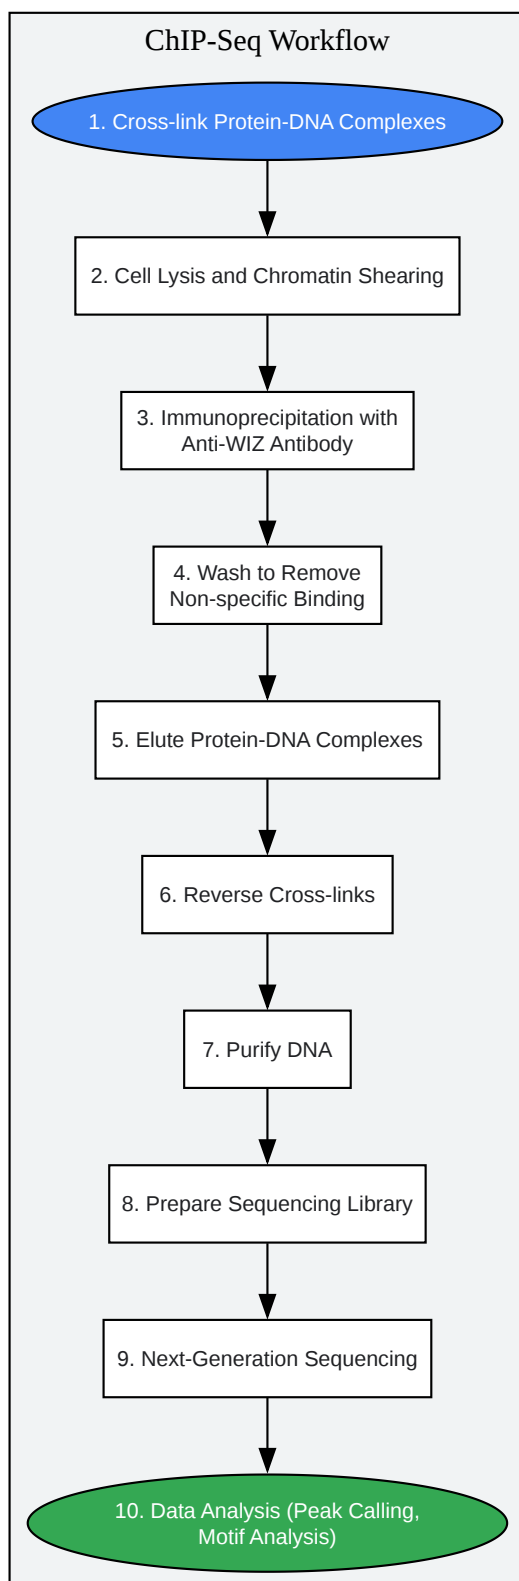 ChIP-Seq Workflow
1. Cross-link Protein-DNA Complexes
2. Cell Lysis and Chromatin Shearing
3. Immunoprecipitation with
Anti-WIZ Antibody
4. Wash to Remove
Non-specific Binding
5. Elute Protein-DNA Complexes
6. Reverse Cross-links
7. Purify DNA
8. Prepare Sequencing Library
9. Next-Generation Sequencing
10. Data Analysis (Peak Calling,
Motif Analysis)